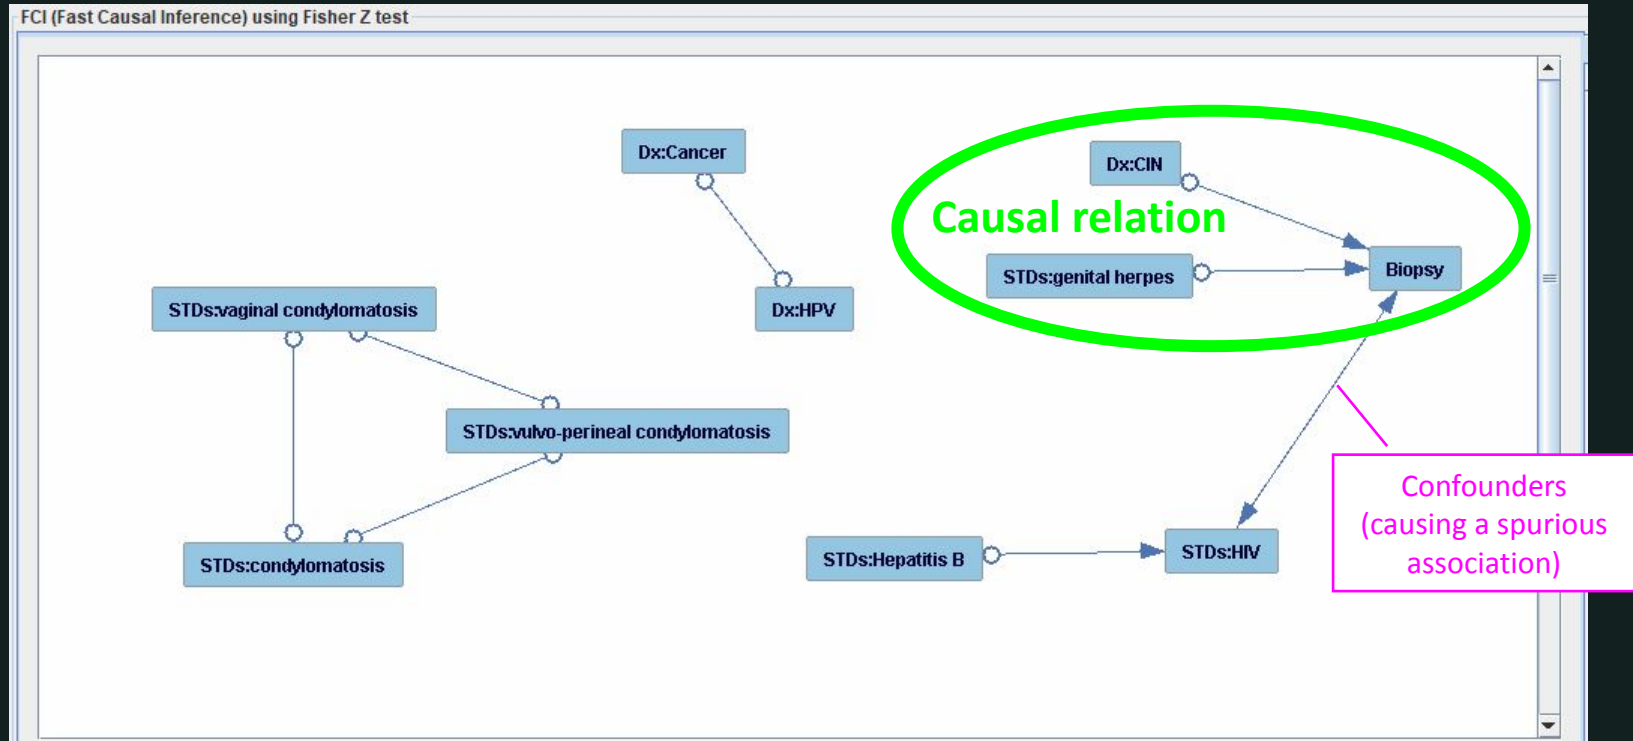 FCI (Fast Causal Inference) using Fisher Z test
Dx:Cancer
Dx:CIN
Causal relation
STDs:genital herpes
Biopsy
STDs:vaginal condylomatosis
Dx:HPV
STDs:vulvo-perineal condylomatosis
Confounders
(causing a spurious
association)
STDs:condylomatosis
STDs:Hepatitis B
STDs:HIV